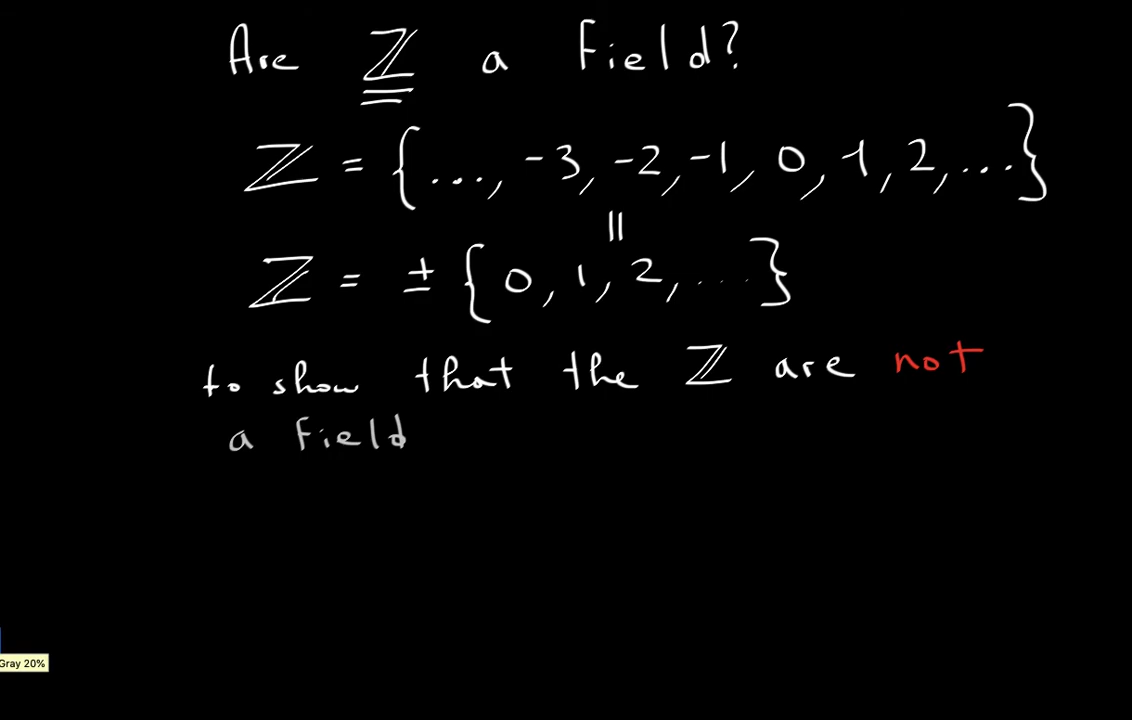 Are ℤ a Field?
ℤ = {..., -3, -2, -1, 0, 1, 2, ...}
||
ℤ = ± {0, 1, 2, ...}
to show that the ℤ are not
a Field
Gray 20%